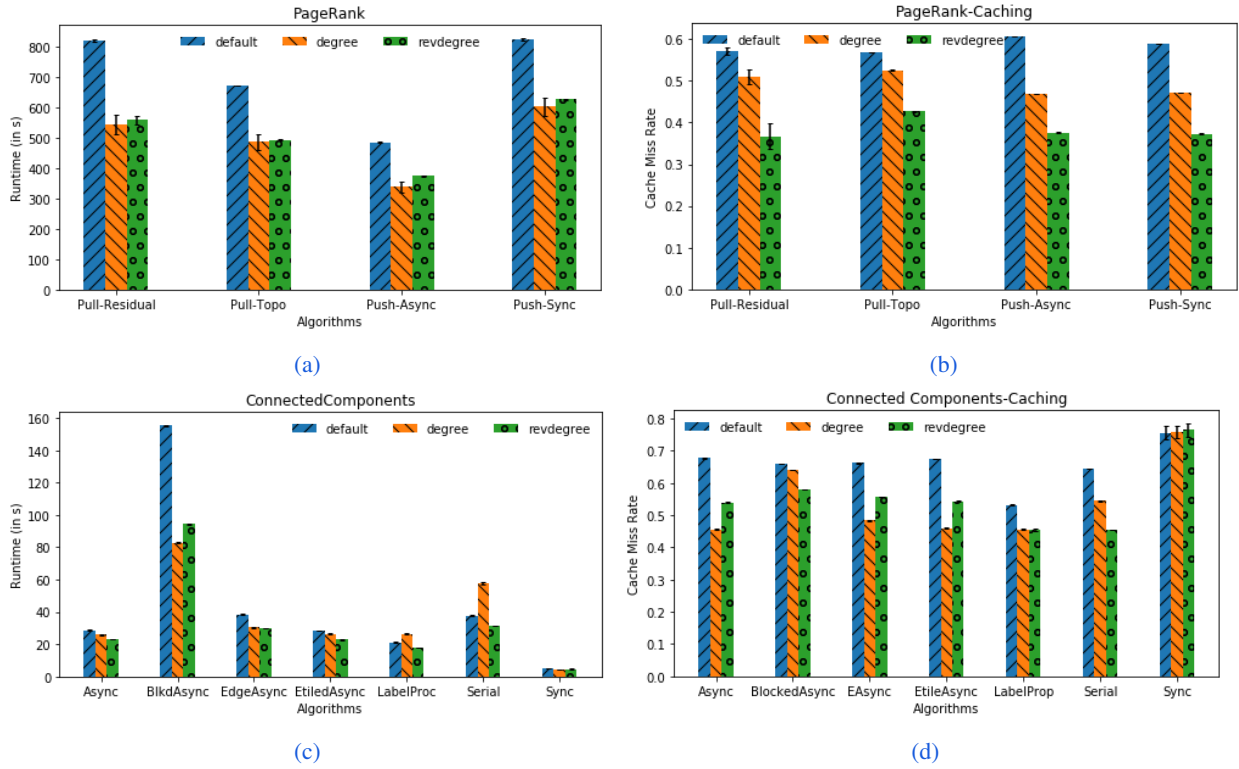 PageRank
default degree revdegree
Runtime (in s)
800
700
600
500
400
300
200
100
0
Pull-Residual Pull-Topo Push-Async Push-Sync
Algorithms
(a)
PageRank-Caching
default degree revdegree
Cache Miss Rate
0.6
0.5
0.4
0.3
0.2
0.1
0.0
Pull-Residual Pull-Topo Push-Async Push-Sync
Algorithms
(b)
ConnectedComponents
default degree revdegree
Runtime (in s)
160
140
120
100
80
60
40
20
0
Async BlkdAsync EdgeAsync EtiledAsync LabelProc Serial Sync
Algorithms
(c)
Connected Components-Caching
default degree revdegree
Cache Miss Rate
0.8
0.7
0.6
0.5
0.4
0.3
0.2
0.1
0.0
Async BlockedAsync EAsync EtileAsync LabelProp Serial Sync
Algorithms
(d)